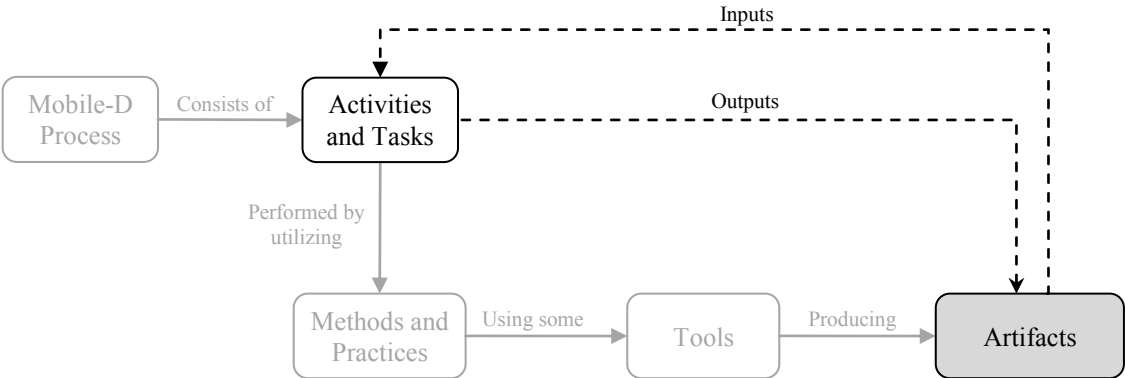 Inputs
Mobile-D
Process
Consists of
Activities
and Tasks
Outputs
Performed by
utilizing
Methods and
Practices
Using some
Tools
Producing
Artifacts